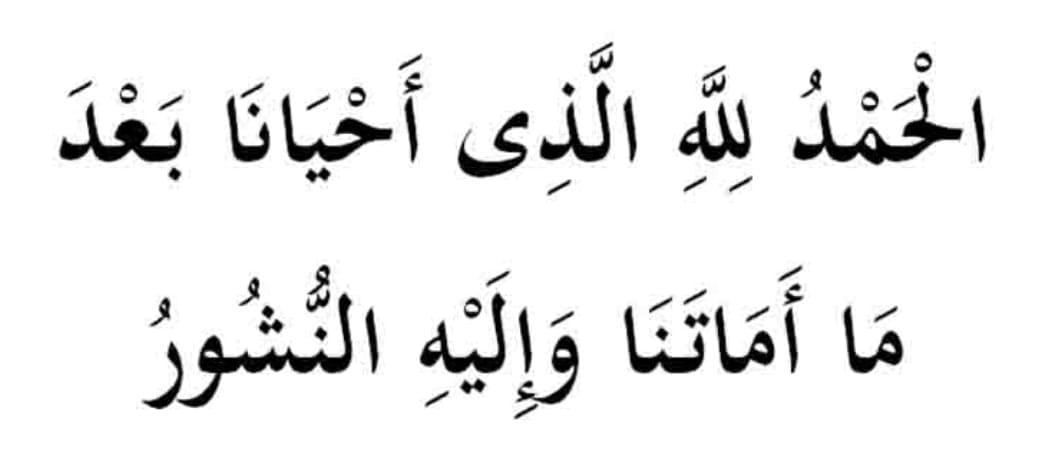 الْحَمْدُ لِلَّهِ الَّذِى أَحْيَانَا بَعْدَ
مَا أَمَاتَنَا وَإِلَيْهِ النُّشُورُ